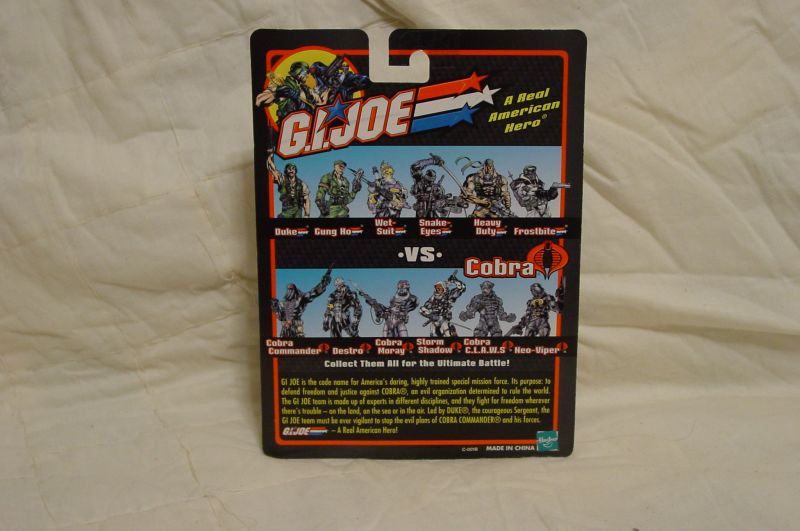 G.I.JOE
A Real
American
Hero®
Duke
Gung Ho
Wet-
Suit
Snake-
Eyes
Heavy
Duty
Frostbite
•VS•
Cobra
Cobra
Commander
Destro
Cobra
Moray
Storm
Shadow
Cobra
C.L.A.W.S
Neo-Viper
Collect Them All for the Ultimate Battle!
GI JOE is the code name for America's daring, highly trained special mission force. Its purpose: to
defend freedom and justice against COBRA®, an evil organization determined to rule the world.
The GI JOE team is made up of experts in different disciplines, and they fight for freedom wherever
there's trouble – on the land, on the sea or in the air. Led by DUKE®, the courageous Sergeant, the
GI JOE team must be ever vigilant to stop the evil plans of COBRA COMMANDER® and his forces.
G.I.JOE – A Real American Hero!
C-001B MADE IN CHINA
Hasbro